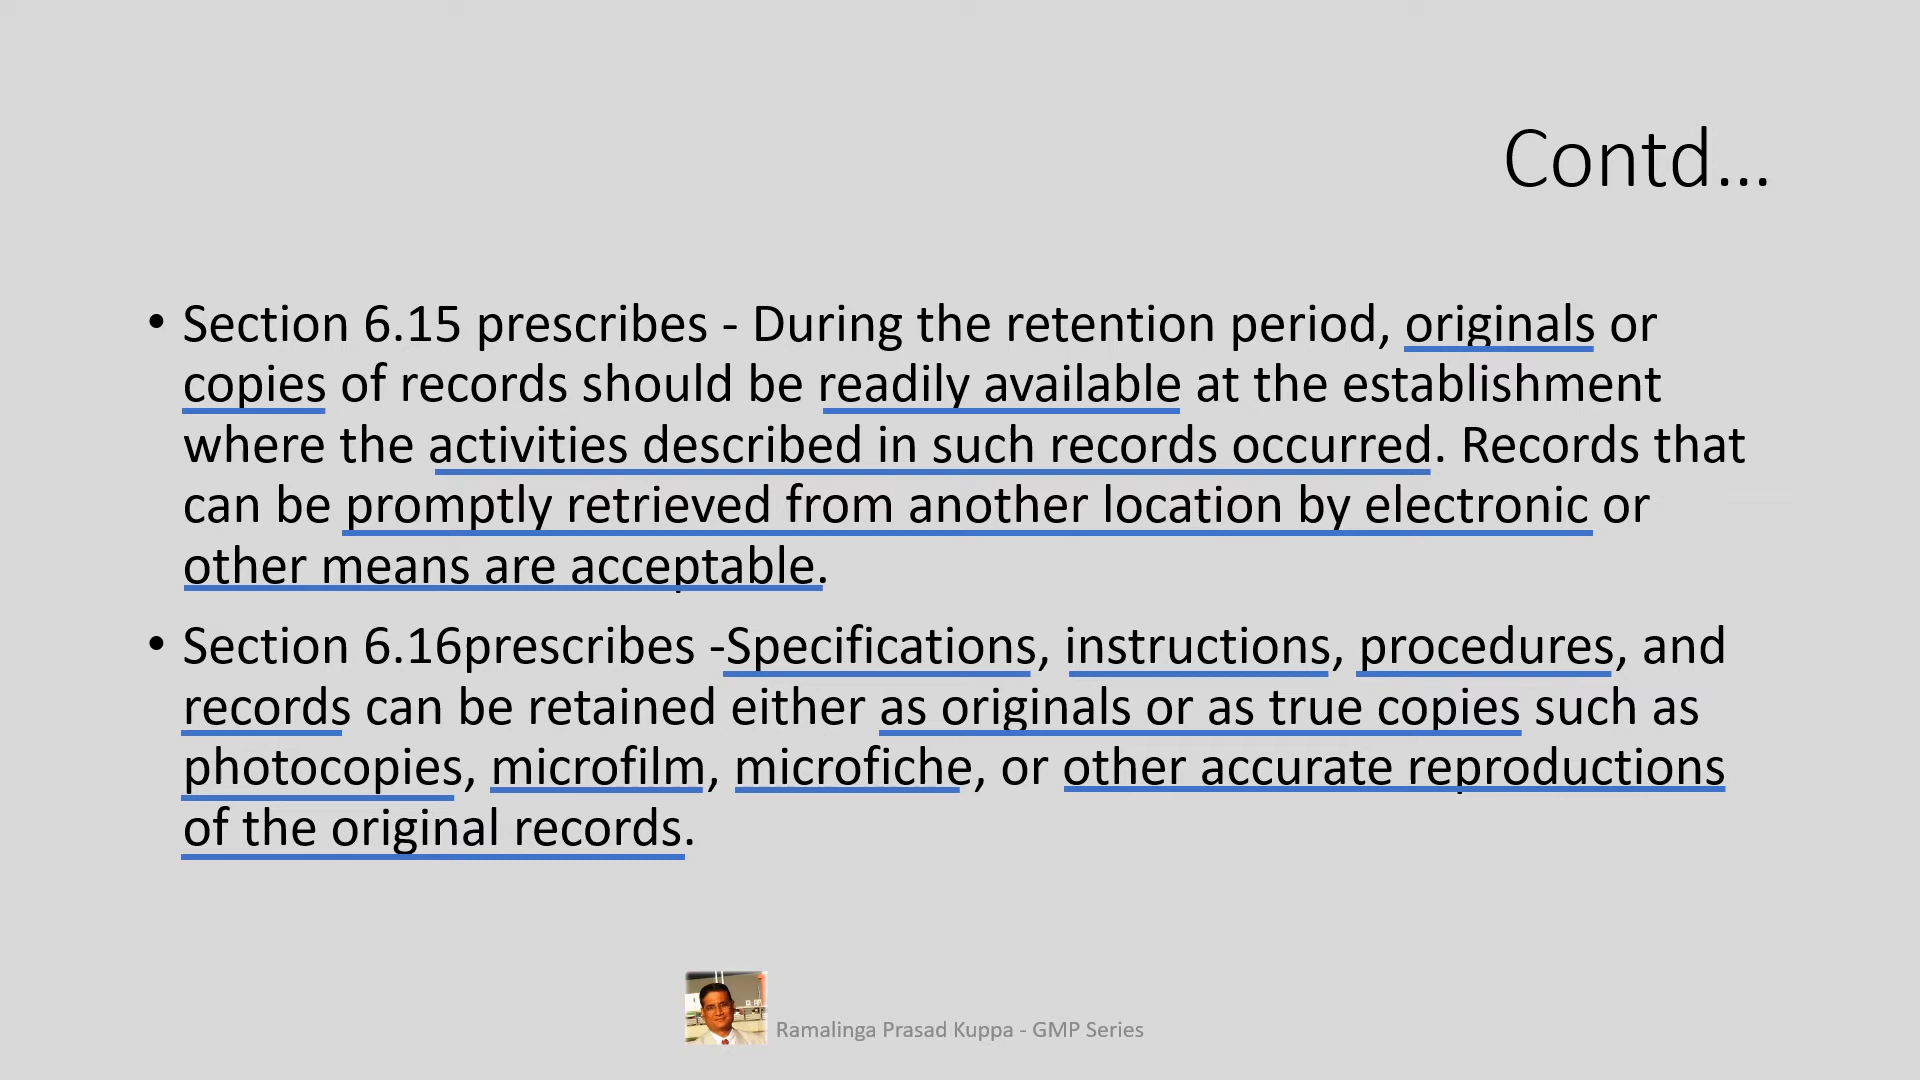 Contd...
• Section 6.15 prescribes - During the retention period, originals or
copies of records should be readily available at the establishment
where the activities described in such records occurred. Records that
can be promptly retrieved from another location by electronic or
other means are acceptable.
• Section 6.16prescribes -Specifications, instructions, procedures, and
records can be retained either as originals or as true copies such as
photocopies, microfilm, microfiche, or other accurate reproductions
of the original records.
Ramalinga Prasad Kuppa - GMP Series